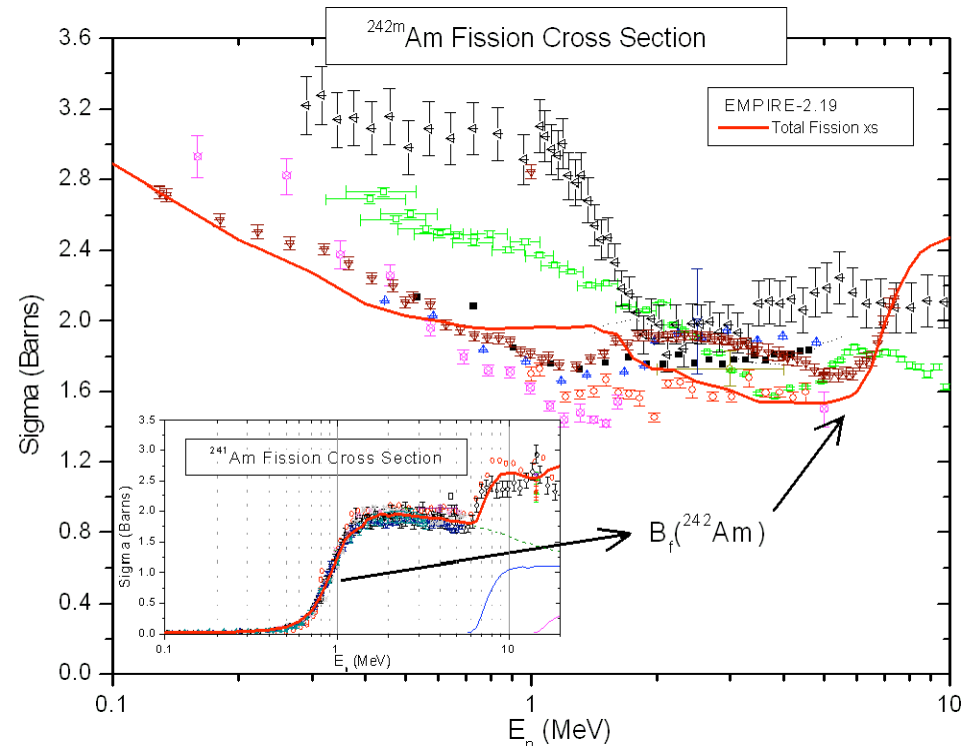 ²⁴²ᵐAm Fission Cross Section
EMPIRE-2.19
Total Fission xs
3.6
3.2
2.8
2.4
2.0
1.6
1.2
0.8
0.4
0.0
Sigma (Barns)
²⁴¹Am Fission Cross Section
3.5
3.0
2.5
2.0
1.5
1.0
0.5
0.0
Sigma (Barns)
0.1 1 10
E (MeV)
B_f(²⁴²Am)
0.1 1 10
E_n (MeV)